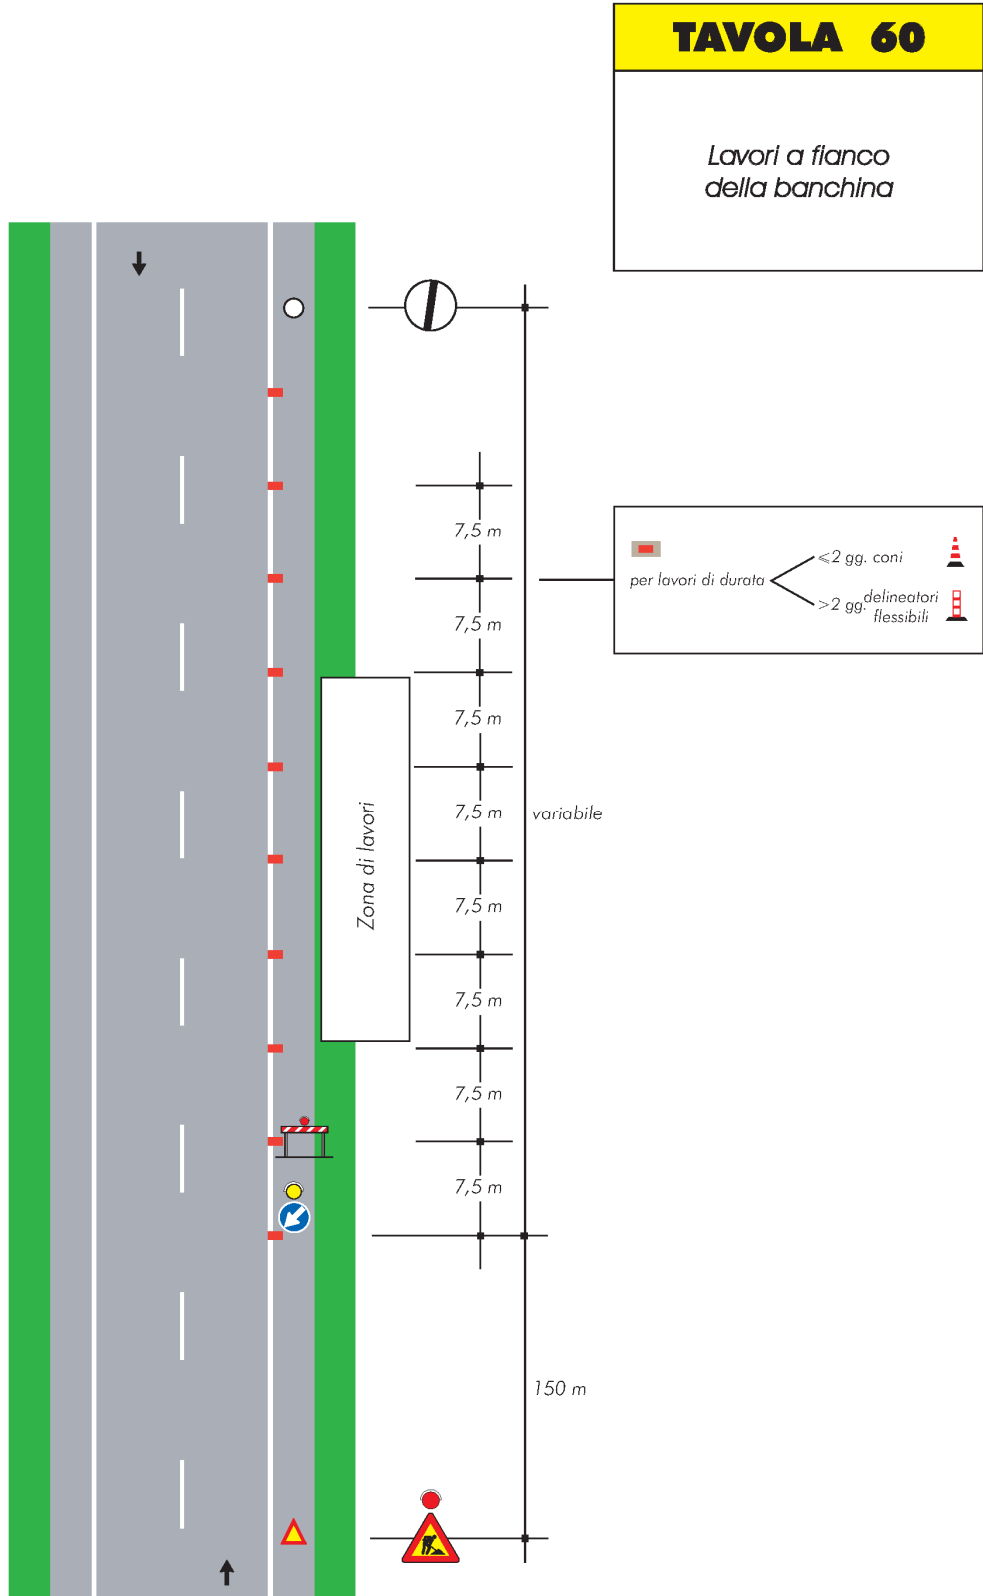 TAVOLA 60
Lavori a fianco
della banchina
7,5 m
7,5 m
7,5 m
7,5 m
7,5 m
7,5 m
7,5 m
7,5 m
variabile
150 m
Zona di lavori
per lavori di durata
⩽2 gg. coni
>2 gg. delineatori
flessibili